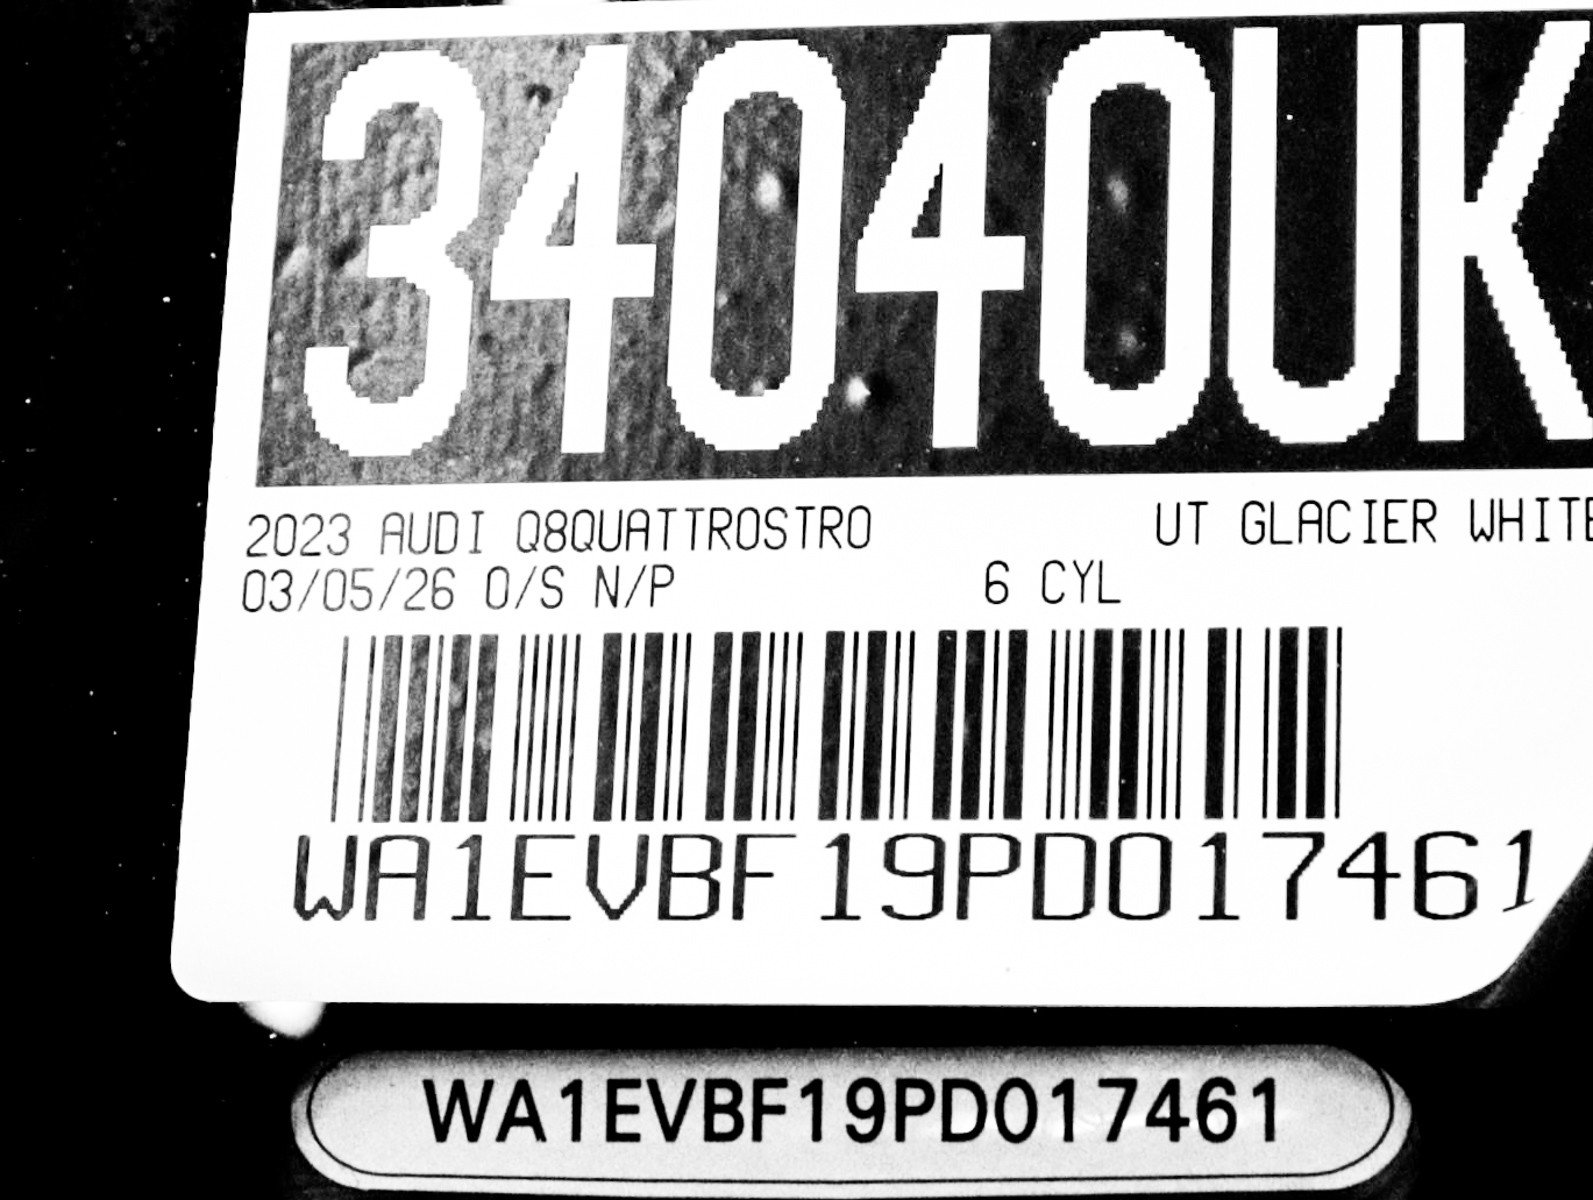 34040UK
2023 AUDI Q8QUATTROSTRO UT GLACIER WHITE
03/05/26 O/S N/P 6 CYL
WA1EVBF19PD017461
WA1EVBF19PD017461